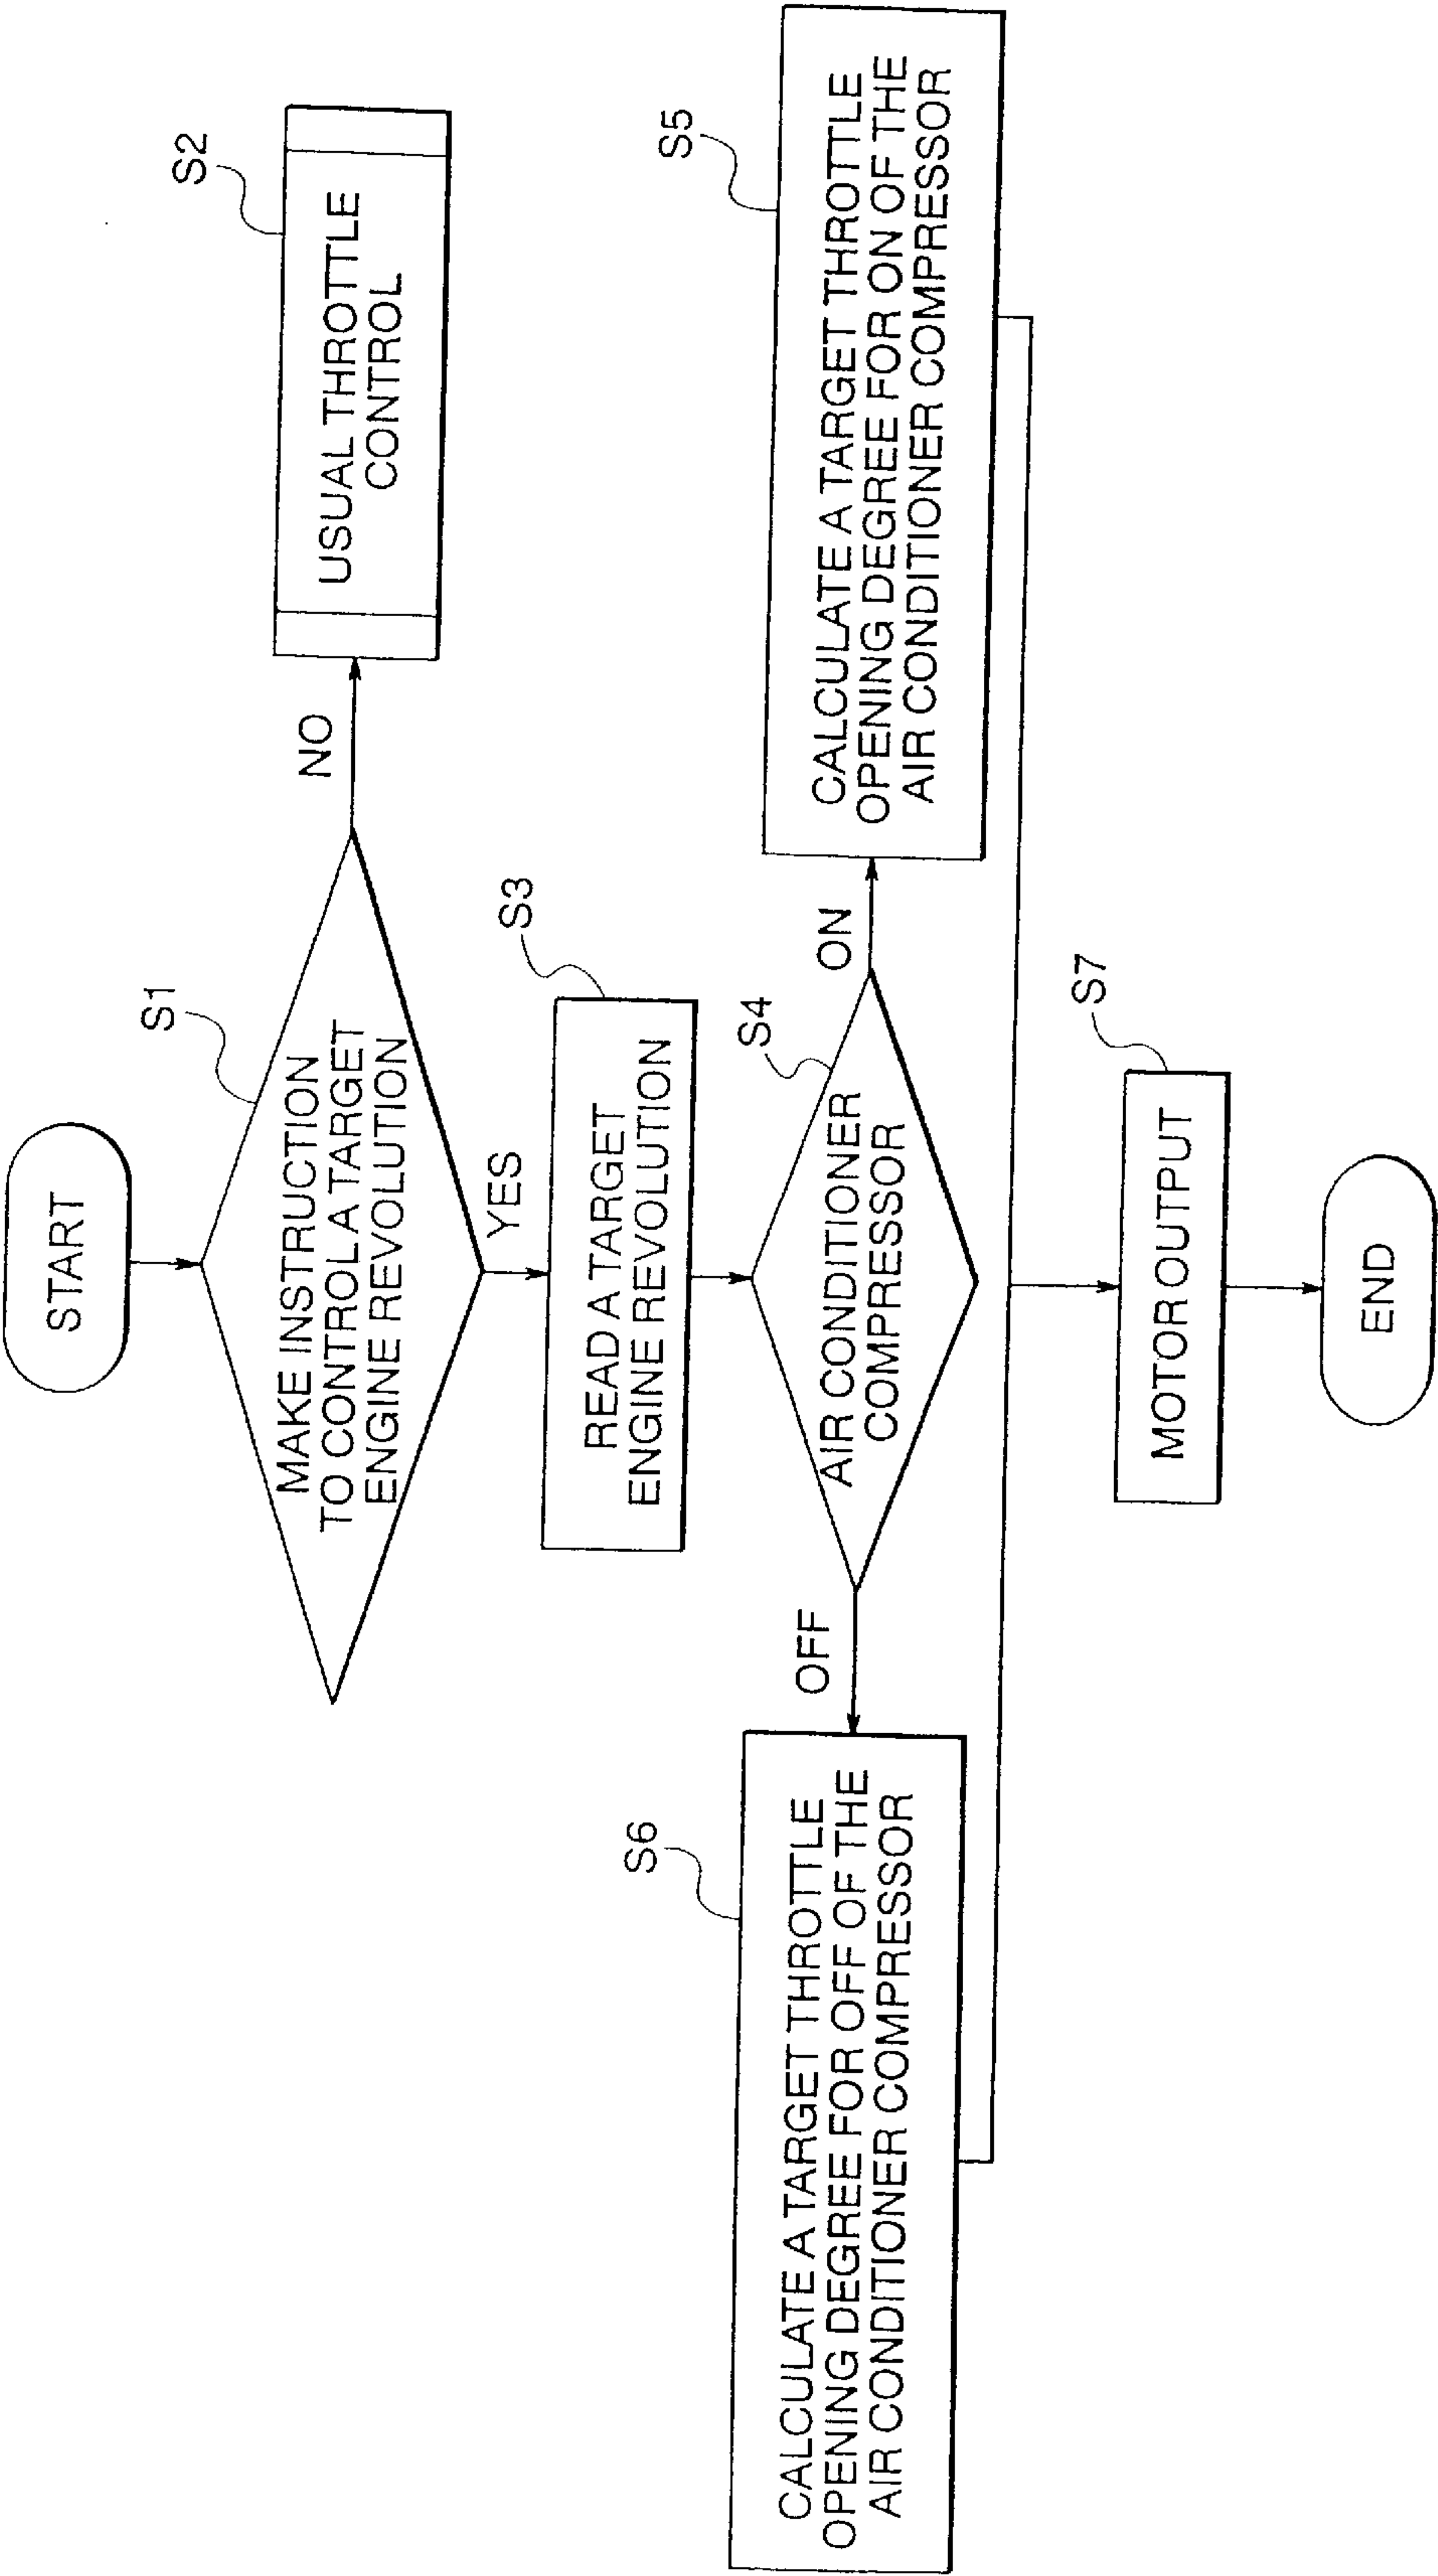 START
S1
MAKE INSTRUCTION
TO CONTROL A TARGET
ENGINE REVOLUTION
NO
S2
USUAL THROTTLE
CONTROL
YES
S3
READ A TARGET
ENGINE REVOLUTION
S4
AIR CONDITIONER
COMPRESSOR
ON
S5
CALCULATE A TARGET THROTTLE
OPENING DEGREE FOR ON OF THE
AIR CONDITIONER COMPRESSOR
OFF
S6
CALCULATE A TARGET THROTTLE
OPENING DEGREE FOR OFF OF THE
AIR CONDITIONER COMPRESSOR
S7
MOTOR OUTPUT
END